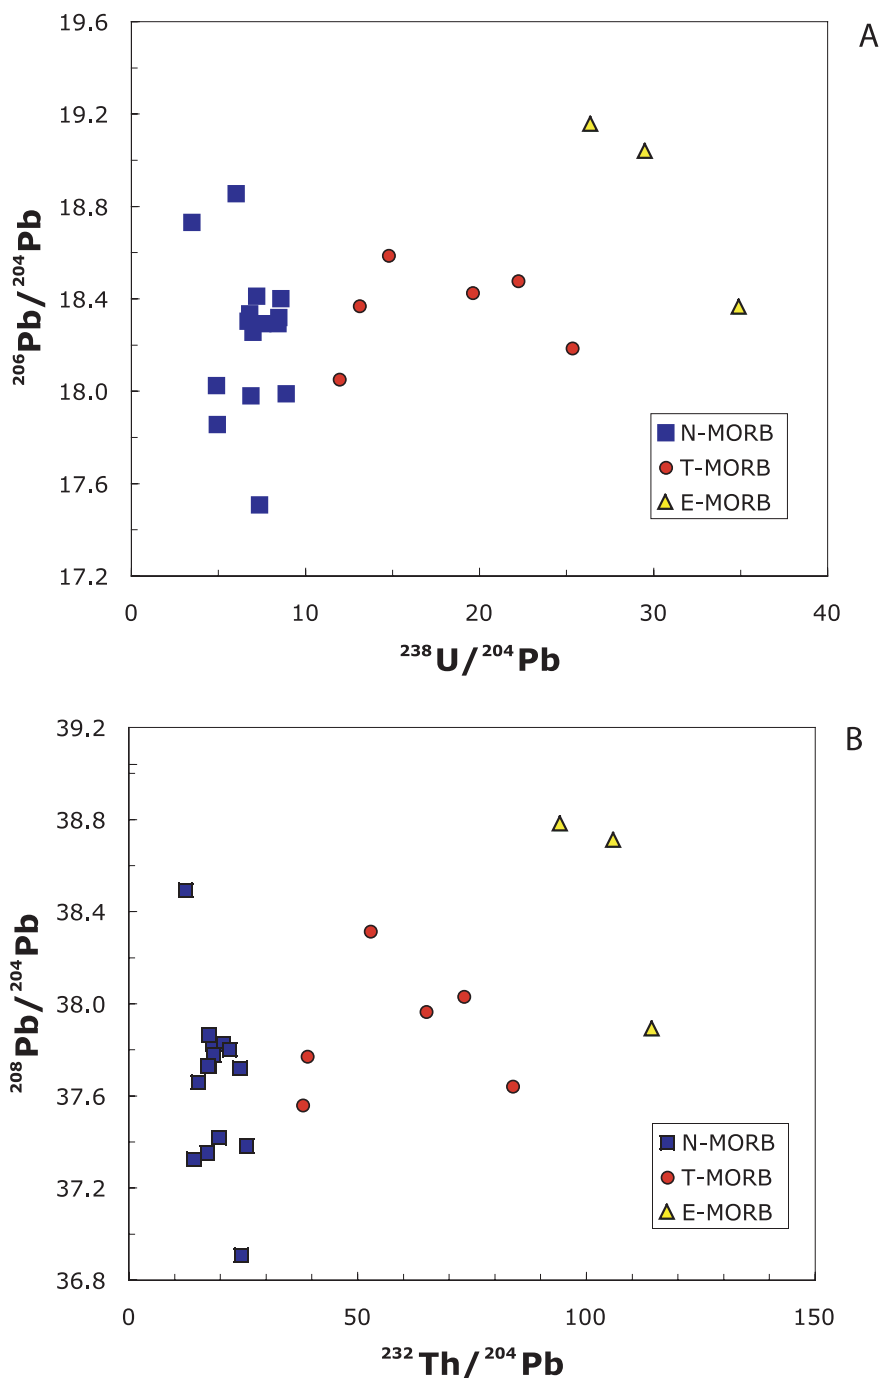 A
19.6
19.2
18.8
18.4
18.0
17.6
17.2
²⁰⁶Pb/²⁰⁴Pb
N-MORB
T-MORB
E-MORB
0 10 20 30 40
²³⁸U/²⁰⁴Pb
B
39.2
38.8
38.4
38.0
37.6
37.2
36.8
²⁰⁸Pb/²⁰⁴Pb
N-MORB
T-MORB
E-MORB
0 50 100 150
²³²Th/²⁰⁴Pb